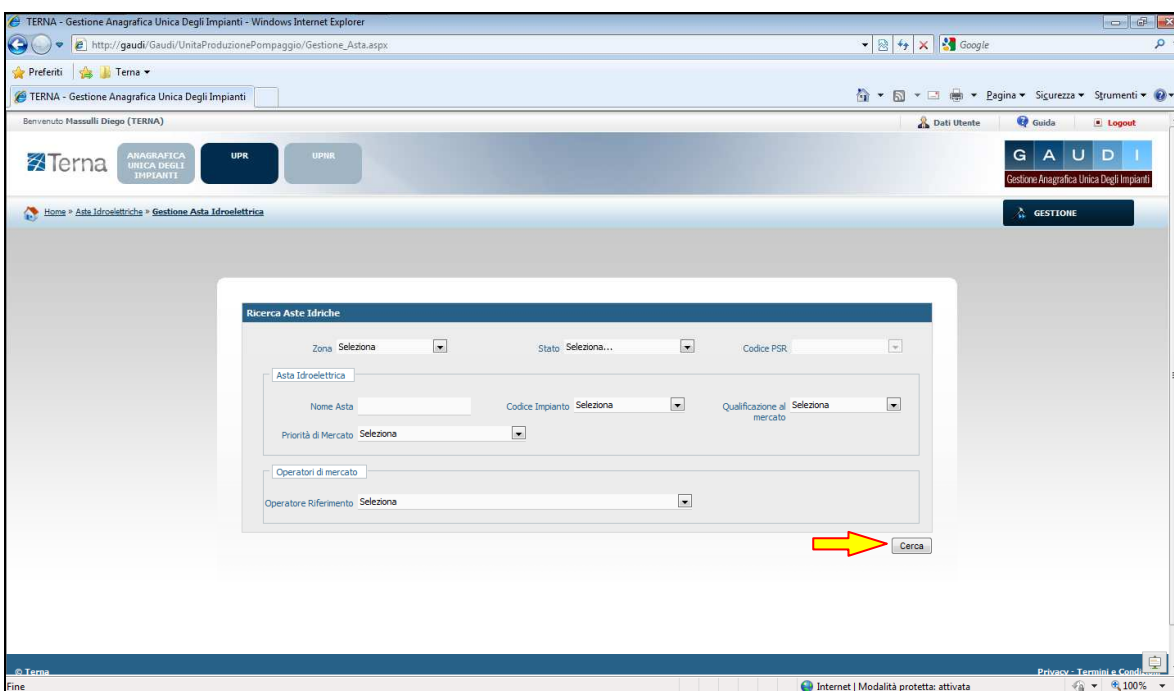 TERNA - Gestione Anagrafica Unica Degli Impianti - Windows Internet Explorer
http://gaudi/Gaudi/UnitaProduzionePompaggio/Gestione_Asta.aspx
Google
Preferiti Terna
TERNA - Gestione Anagrafica Unica Degli Impianti
Pagina Sicurezza Strumenti
Benvenuto Massulli Diego (TERNA)
Dati Utente Guida Logout
Terna
ANAGRAFICA UNICA DEGLI IMPIANTI
UPR
UPNR
G A U D I
Gestione Anagrafica Unica Degli Impianti
Home » Aste Idroelettriche » Gestione Asta Idroelettrica
GESTIONE
Ricerca Aste Idriche
Zona Seleziona Stato Seleziona... Codice PSR
Asta Idroelettrica
Nome Asta Codice Impianto Seleziona Qualificazione al mercato Seleziona
Priorità di Mercato Seleziona
Operatori di mercato
Operatore Riferimento Seleziona
Cerca
© Terna
Privacy - Termini e
Fine
Internet | Modalità protetta: attivata
100%